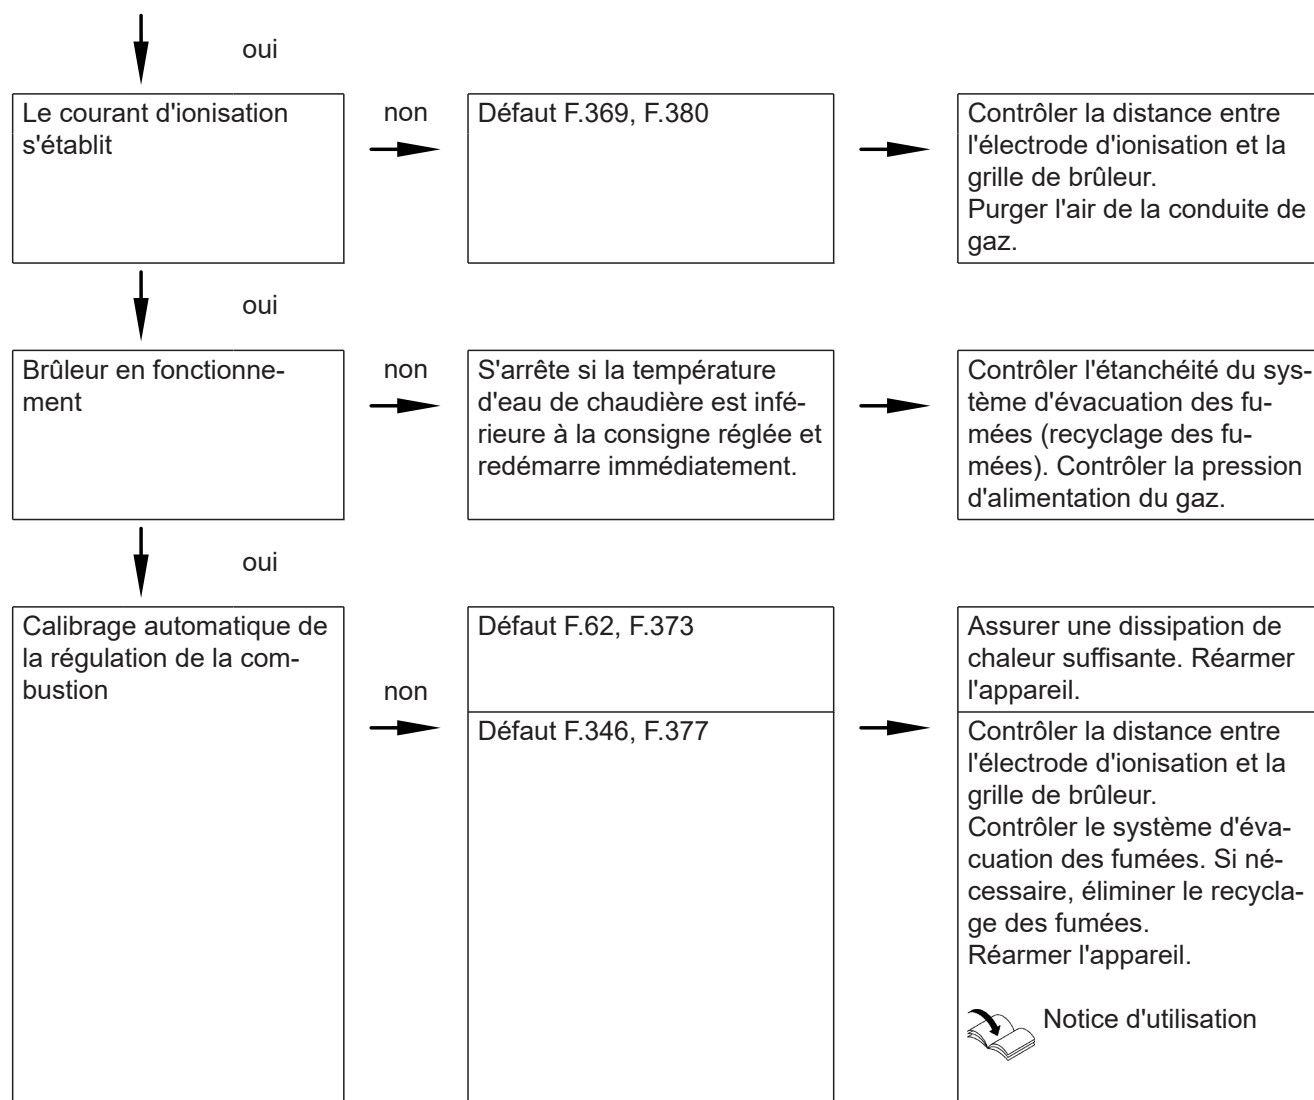 oui
Le courant d'ionisation
s'établit
non
Défaut F.369, F.380
Contrôler la distance entre
l'électrode d'ionisation et la
grille de brûleur.
Purger l'air de la conduite de
gaz.
oui
Brûleur en fonctionne-
ment
non
S'arrête si la température
d'eau de chaudière est infé-
rieure à la consigne réglée et
redémarre immédiatement.
Contrôler l'étanchéité du sys-
tème d'évacuation des fu-
mées (recyclage des fu-
mées). Contrôler la pression
d'alimentation du gaz.
oui
Calibrage automatique de
la régulation de la com-
bustion
non
Défaut F.62, F.373
Assurer une dissipation de
chaleur suffisante. Réarmer
l'appareil.
Défaut F.346, F.377
Contrôler la distance entre
l'électrode d'ionisation et la
grille de brûleur.
Contrôler le système d'éva-
cuation des fumées. Si né-
cessaire, éliminer le recycla-
ge des fumées.
Réarmer l'appareil.
Notice d'utilisation